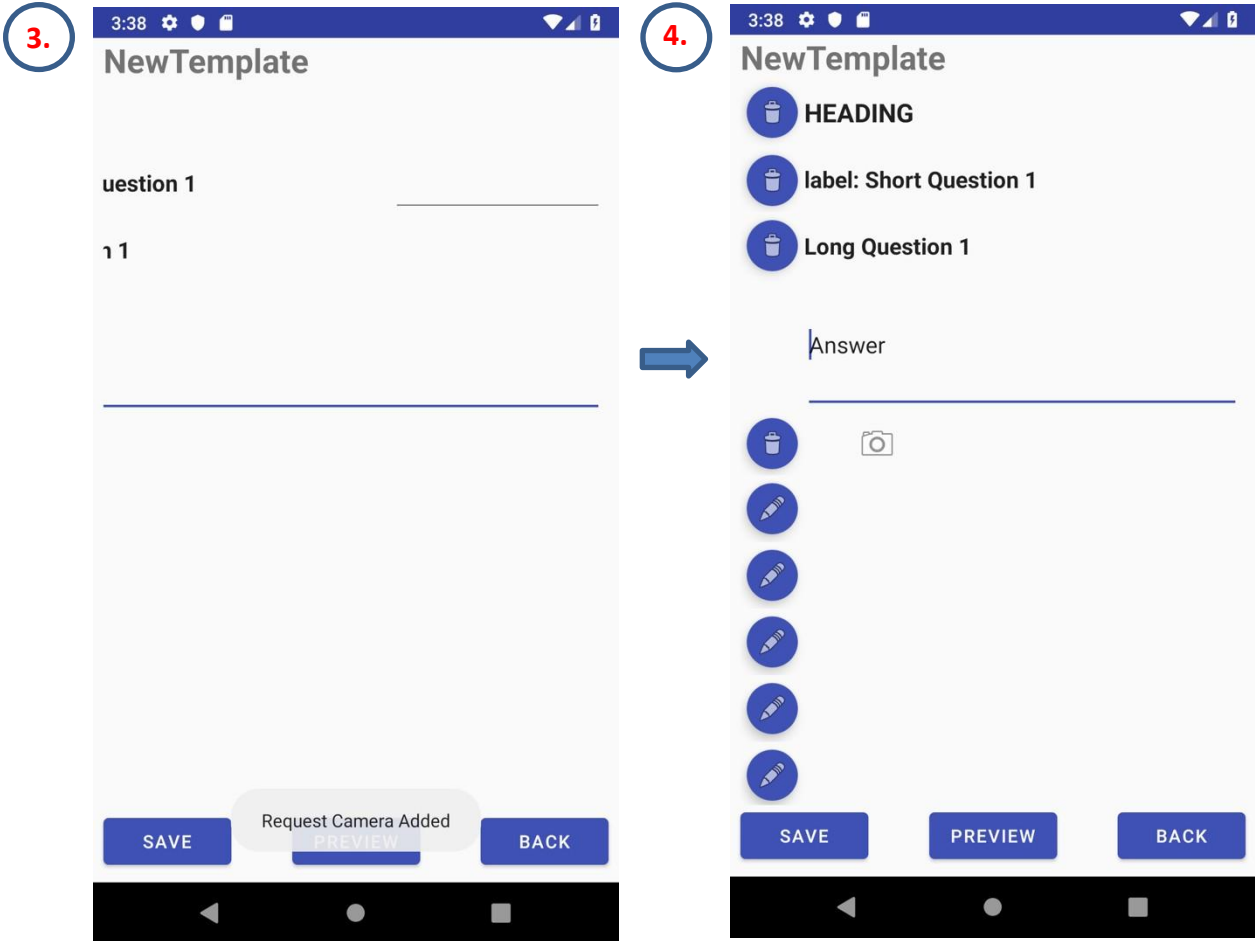 3.
3:38
NewTemplate
uestion 1
1
Request Camera Added
SAVE
PREVIEW
BACK
4.
3:38
NewTemplate
HEADING
label: Short Question 1
Long Question 1
Answer
SAVE
PREVIEW
BACK